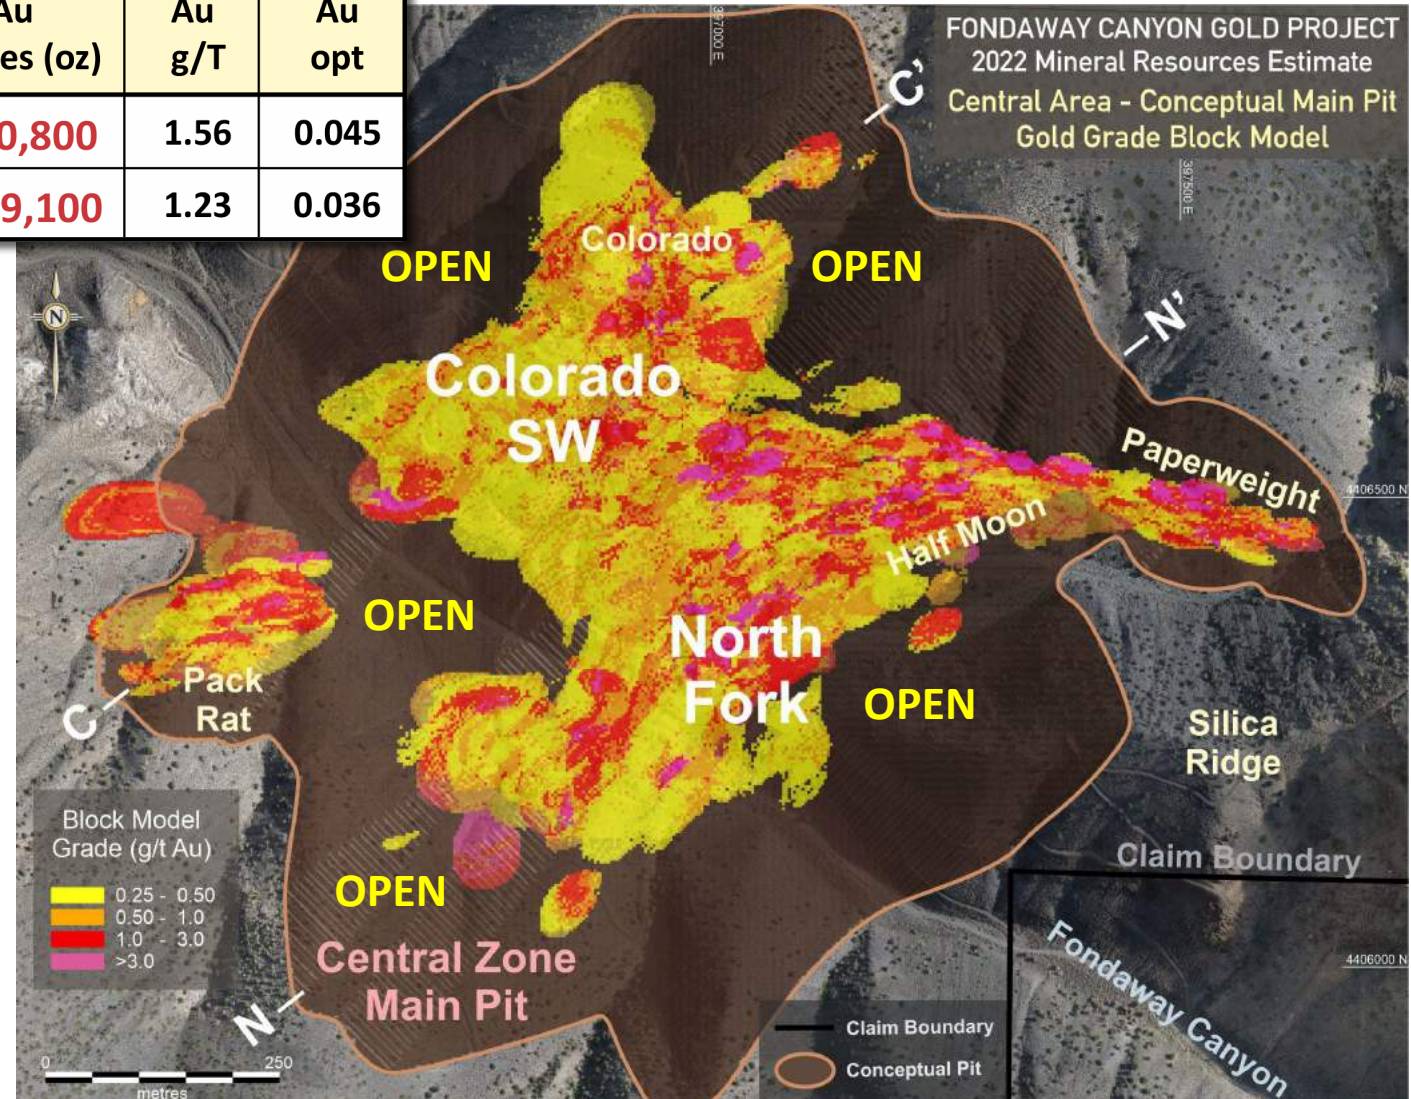 Au
es (oz)
Au
g/T
Au
opt
0,800
1.56
0.045
9,100
1.23
0.036
FONDAWAY CANYON GOLD PROJECT
2022 Mineral Resources Estimate
Central Area - Conceptual Main Pit
Gold Grade Block Model
397000 E
397500 E
C'
N'
N
OPEN
Colorado
OPEN
Colorado
SW
Paperweight
4406500 N
Half Moon
OPEN
North
Fork
OPEN
Pack
Rat
C
Silica
Ridge
Block Model
Grade (g/t Au)
0.25 - 0.50
0.50 - 1.0
1.0 - 3.0
>3.0
Claim Boundary
OPEN
Central Zone
Main Pit
N
Fondaway Canyon
4406000 N
0
250
metres
Claim Boundary
Conceptual Pit